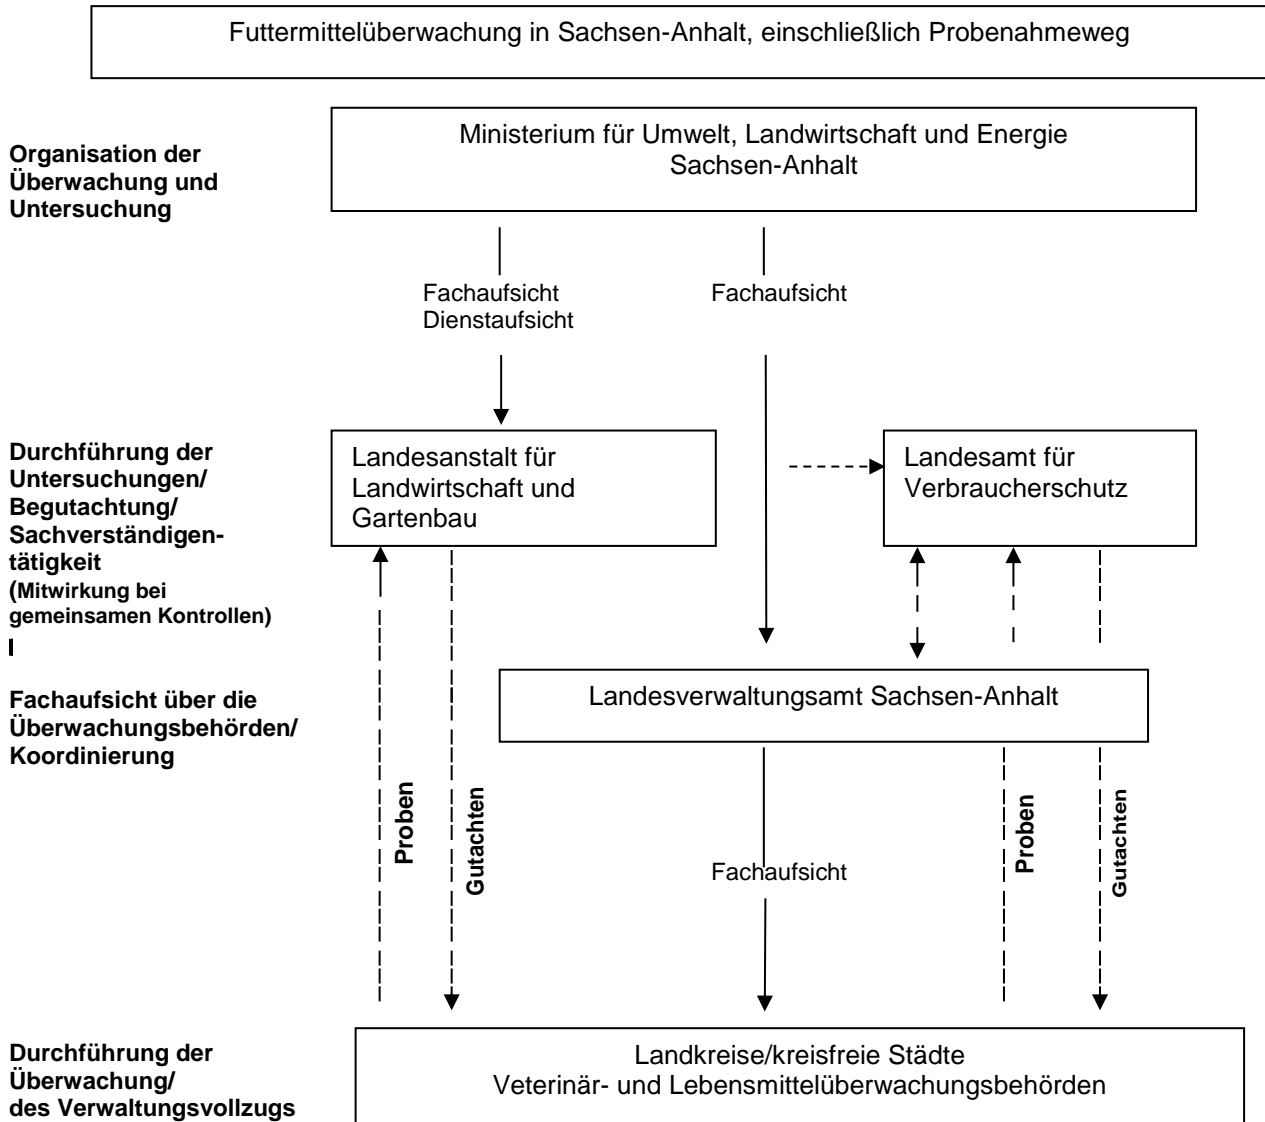 Futtermittelüberwachung in Sachsen-Anhalt, einschließlich Probenahmeweg
Organisation der
Überwachung und
Untersuchung
Ministerium für Umwelt, Landwirtschaft und Energie
Sachsen-Anhalt
Fachaufsicht
Dienstaufsicht
Fachaufsicht
Durchführung der
Untersuchungen/
Begutachtung/
Sachverständigen-
tätigkeit
(Mitwirkung bei
gemeinsamen Kontrollen)
Landesanstalt für
Landwirtschaft und
Gartenbau
Landesamt für
Verbraucherschutz
Fachaufsicht über die
Überwachungsbehörden/
Koordinierung
Landesverwaltungsamt Sachsen-Anhalt
Proben
Gutachten
Fachaufsicht
Proben
Gutachten
Durchführung der
Überwachung/
des Verwaltungsvollzugs
Landkreise/kreisfreie Städte
Veterinär- und Lebensmittelüberwachungsbehörden